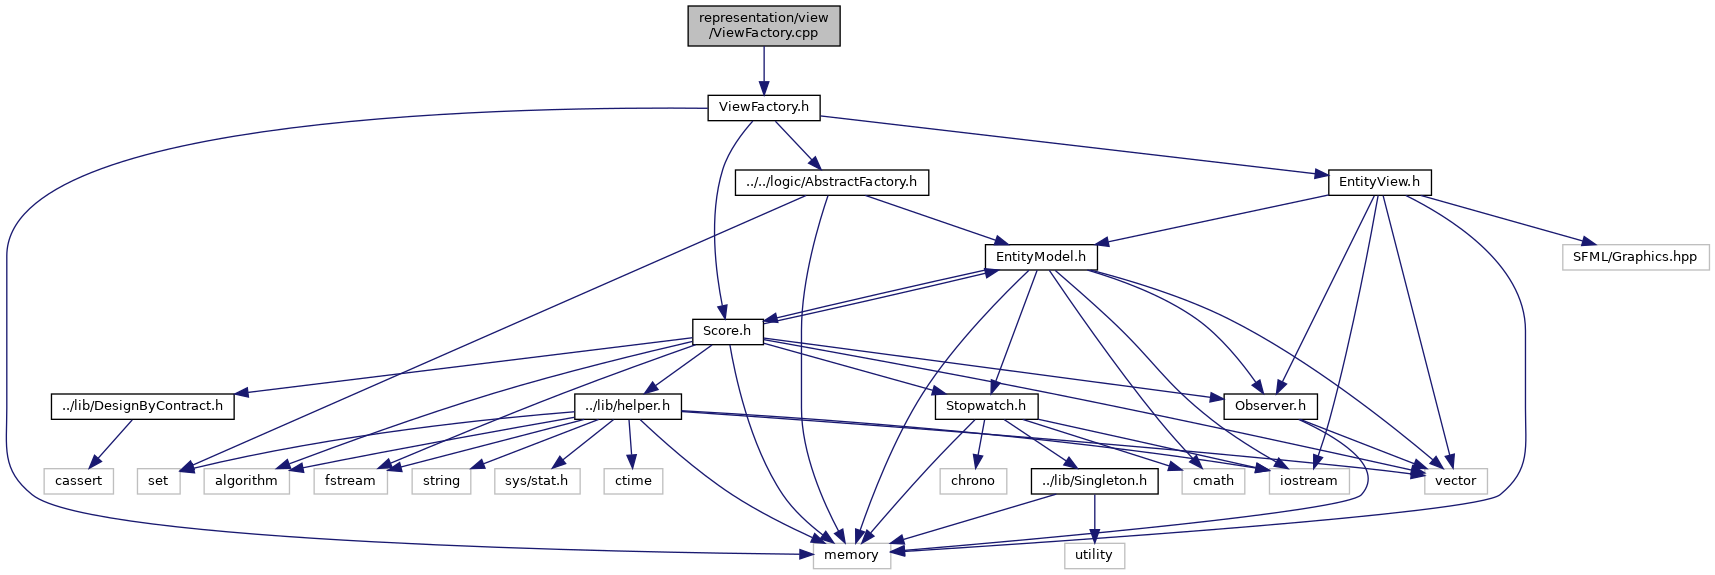 representation/view
/ViewFactory.cpp
ViewFactory.h
../../logic/AbstractFactory.h
EntityView.h
EntityModel.h
SFML/Graphics.hpp
Score.h
../lib/DesignByContract.h
../lib/helper.h
Stopwatch.h
Observer.h
cassert
set
algorithm
fstream
string
sys/stat.h
ctime
chrono
../lib/Singleton.h
cmath
iostream
vector
memory
utility